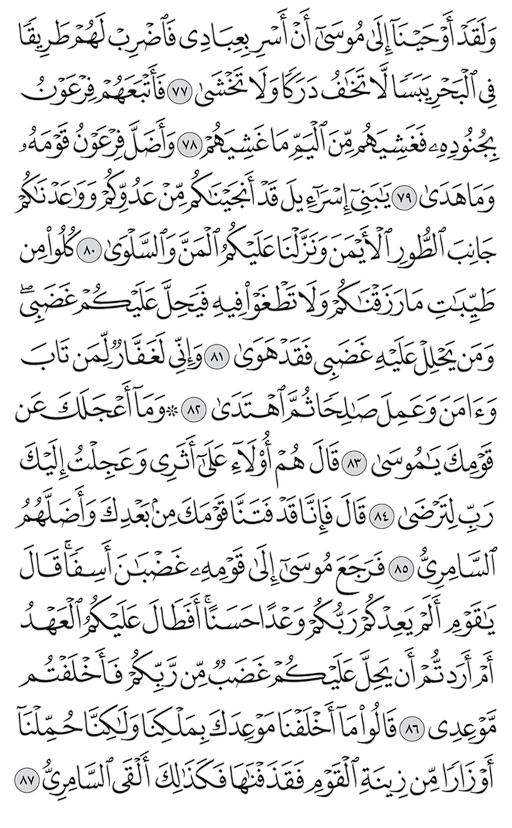 وَلَقَدْ أَوْحَيْنَآ إِلَىٰ مُوسَىٰٓ أَنْ أَسْرِ بِعِبَادِى فَٱضْرِبْ لَهُمْ طَرِيقًا
فِى ٱلْبَحْرِ يَبَسًا لَّا تَخَٰفُ دَرَكًا وَلَا تَخْشَىٰ ٧٧ فَأَتْبَعَهُمْ فِرْعَوْنُ
بِجُنُودِهِۦ فَغَشِيَهُم مِّنَ ٱلْيَمِّ مَا غَشِيَهُمْ ٧٨ وَأَضَلَّ فِرْعَوْنُ قَوْمَهُۥ
وَمَا هَدَىٰ ٧٩ يَٰبَنِىٓ إِسْرَٰٓءِيلَ قَدْ أَنجَيْنَٰكُم مِّنْ عَدُوِّكُمْ وَوَٰعَدْنَٰكُمْ
جَانِبَ ٱلطُّورِ ٱلْأَيْمَنَ وَنَزَّلْنَا عَلَيْكُمُ ٱلْمَنَّ وَٱلسَّلْوَىٰ ٨٠ كُلُوا۟ مِن
طَيِّبَٰتِ مَا رَزَقْنَٰكُمْ وَلَا تَطْغَوْا۟ فِيهِ فَيَحِلَّ عَلَيْكُمْ غَضَبِى ۖ
وَمَن يَحْلِلْ عَلَيْهِ غَضَبِى فَقَدْ هَوَىٰ ٨١ وَإِنِّى لَغَفَّارٌ لِّمَن تَابَ
وَءَامَنَ وَعَمِلَ صَٰلِحًا ثُمَّ ٱهْتَدَىٰ ٨٢ ۞ وَمَآ أَعْجَلَكَ عَن
قَوْمِكَ يَٰمُوسَىٰ ٨٣ قَالَ هُمْ أُو۟لَآءِ عَلَىٰٓ أَثَرِى وَعَجِلْتُ إِلَيْكَ
رَبِّ لِتَرْضَىٰ ٨٤ قَالَ فَإِنَّا قَدْ فَتَنَّا قَوْمَكَ مِنۢ بَعْدِكَ وَأَضَلَّهُمُ
ٱلسَّامِرِىُّ ٨٥ فَرَجَعَ مُوسَىٰٓ إِلَىٰ قَوْمِهِۦ غَضْبَٰنَ أَسِفًا ۚ قَالَ
يَٰقَوْمِ أَلَمْ يَعِدْكُمْ رَبُّكُمْ وَعْدًا حَسَنًا ۚ أَفَطَالَ عَلَيْكُمُ ٱلْعَهْدُ
أَمْ أَرَدتُّمْ أَن يَحِلَّ عَلَيْكُمْ غَضَبٌ مِّن رَّبِّكُمْ فَأَخْلَفْتُم
مَّوْعِدِى ٨٦ قَالُوا۟ مَآ أَخْلَفْنَا مَوْعِدَكَ بِمَلْكِنَا وَلَٰكِنَّا حُمِّلْنَآ
أَوْزَارًا مِّن زِينَةِ ٱلْقَوْمِ فَقَذَفْنَٰهَا فَكَذَٰلِكَ أَلْقَى ٱلسَّامِرِىُّ ٨٧